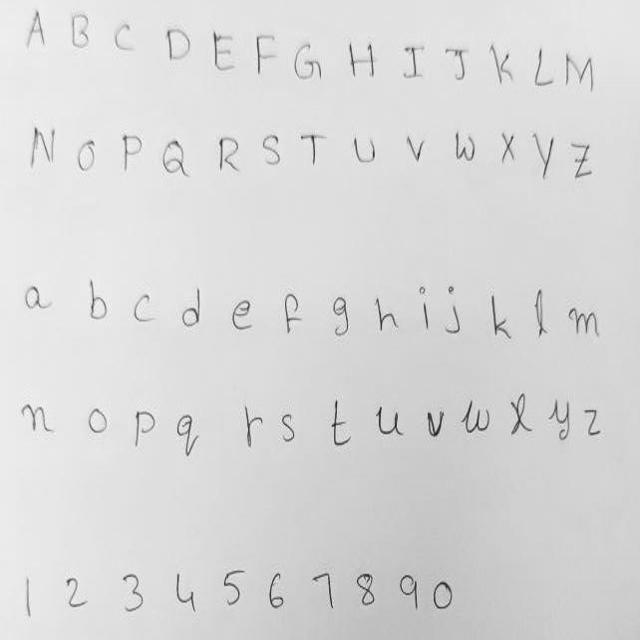 A B C D E F G H I J K L M
N O P Q R S T U V W X Y Z
a b c d e f g h i j k l m
n o p q r s t u v w x y z
1 2 3 4 5 6 7 8 9 0